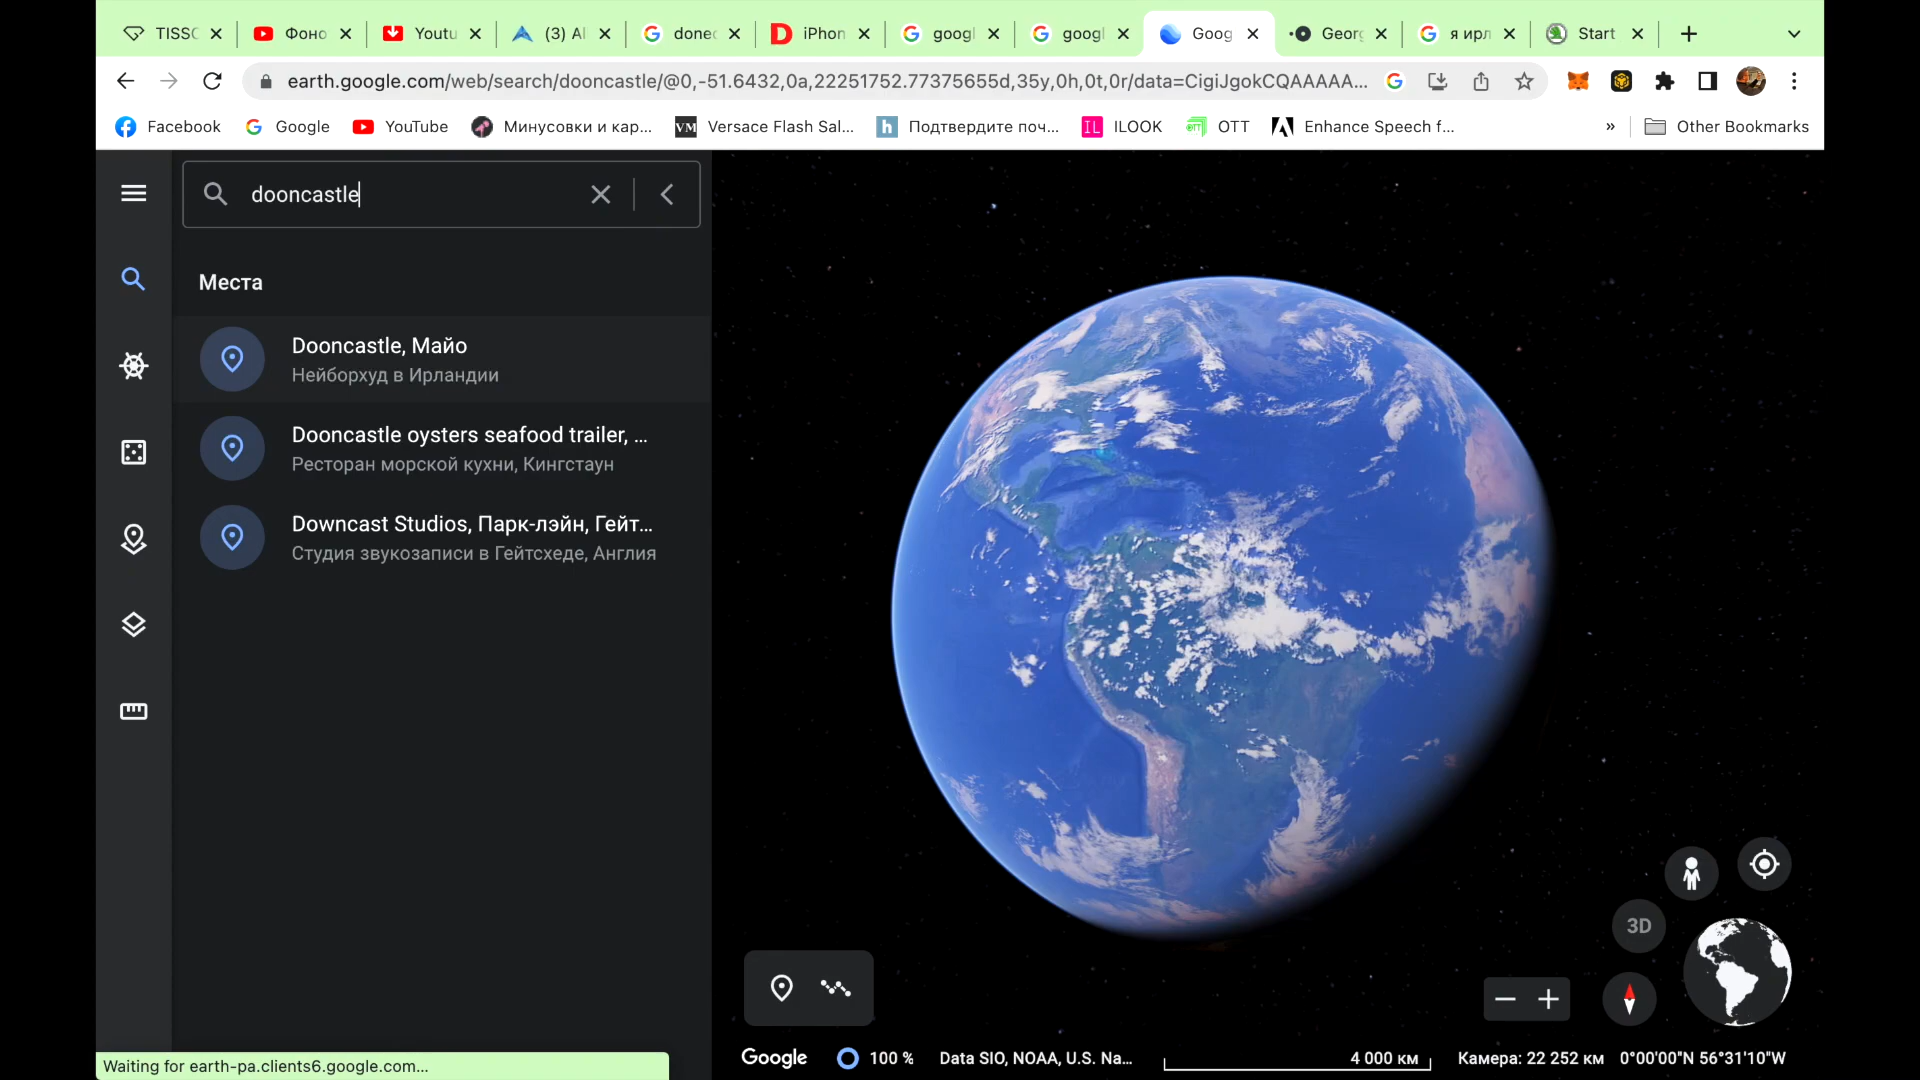 TISSC
Фоно
Youtu
(3) Al
doned
iPhon
googl
googl
Goog
Georg
я ирл
Start
earth.google.com/web/search/dooncastle/@0,-51.6432,0a,22251752.77375655d,35y,0h,0t,0r/data=CigiJgokCQAAAAA...
Facebook
Google
YouTube
Минусовки и кар...
VM Versace Flash Sal...
h Подтвердите поч...
IL ILOOK
OTT OTT
Enhance Speech f...
»
Other Bookmarks
dooncastle
Места
Dooncastle, Майо
Нейборхуд в Ирландии
Dooncastle oysters seafood trailer, ...
Ресторан морской кухни, Кингстаун
Downcast Studios, Парк-лэйн, Гейт...
Студия звукозаписи в Гейтсхеде, Англия
3D
Google
100 %
Data SIO, NOAA, U.S. Na...
4 000 км
Камера: 22 252 км
0°00'00"N 56°31'10"W
Waiting for earth-pa.clients6.google.com...